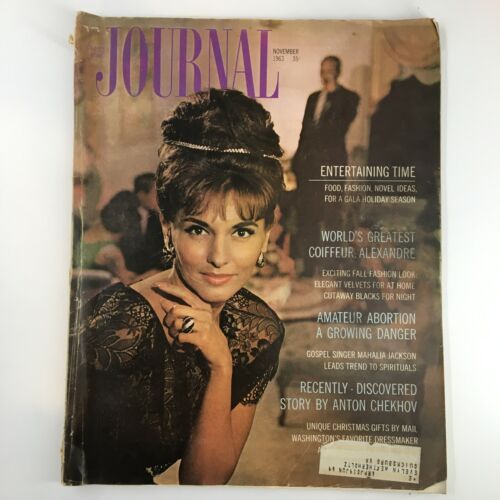 JOURNAL
NOVEMBER
1963 35¢
ENTERTAINING TIME
FOOD, FASHION, NOVEL IDEAS,
FOR A GALA HOLIDAY SEASON
WORLD'S GREATEST
COIFFEUR: ALEXANDRE
EXCITING FALL FASHION LOOK
ELEGANT VELVETS FOR AT HOME
CUTAWAY BLACKS FOR NIGHT
AMATEUR ABORTION
A GROWING DANGER
GOSPEL SINGER MAHALIA JACKSON
LEADS TREND TO SPIRITUALS
RECENTLY-DISCOVERED
STORY BY ANTON CHEKHOV
UNIQUE CHRISTMAS GIFTS BY MAIL
WASHINGTON'S FAVORITE DRESSMAKER